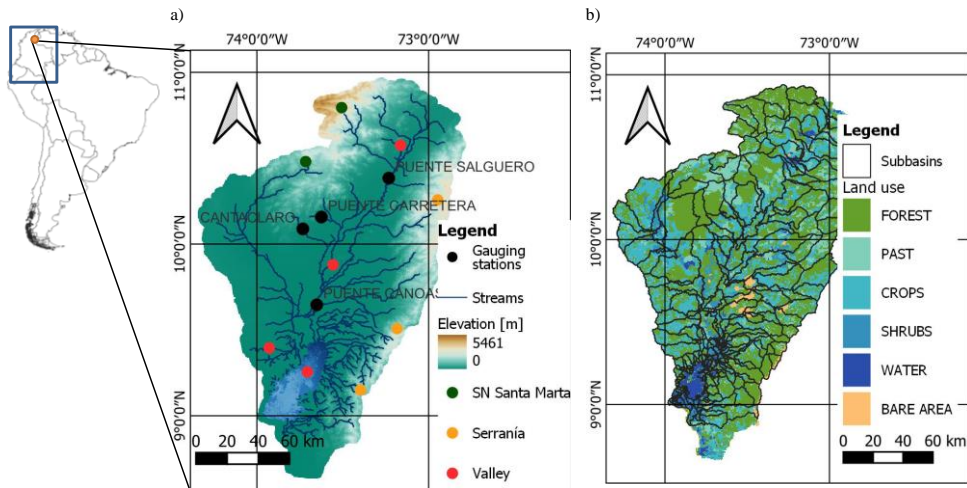 a)
74°0′0″N
73°0′0″N
11°0′0″N
10°0′0″N
9°0′0″N
PUENTE SALGUERO
PUENTE CARRETERA
CANTACLARO
PUENTE CANOAS
0 20 40 60 km
Legend
Gauging
stations
Streams
Elevation [m]
5461
0
SN Santa Marta
Serranía
Valley
b)
74°0′0″N
73°0′0″N
11°0′0″N
10°0′0″N
9°0′0″N
0 20 40 60 km
Legend
Subbasins
Land use
FOREST
PAST
CROPS
SHRUBS
WATER
BARE AREA